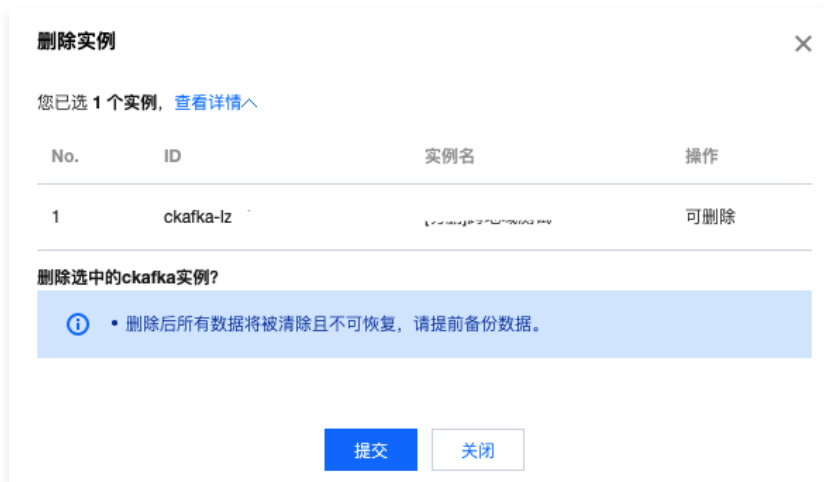 删除实例
您已选 1 个实例，查看详情
No. ID 实例名 操作
1 ckafka-lz 可删除
删除选中的ckafka实例?
• 删除后所有数据将被清除且不可恢复，请提前备份数据。
提交 关闭